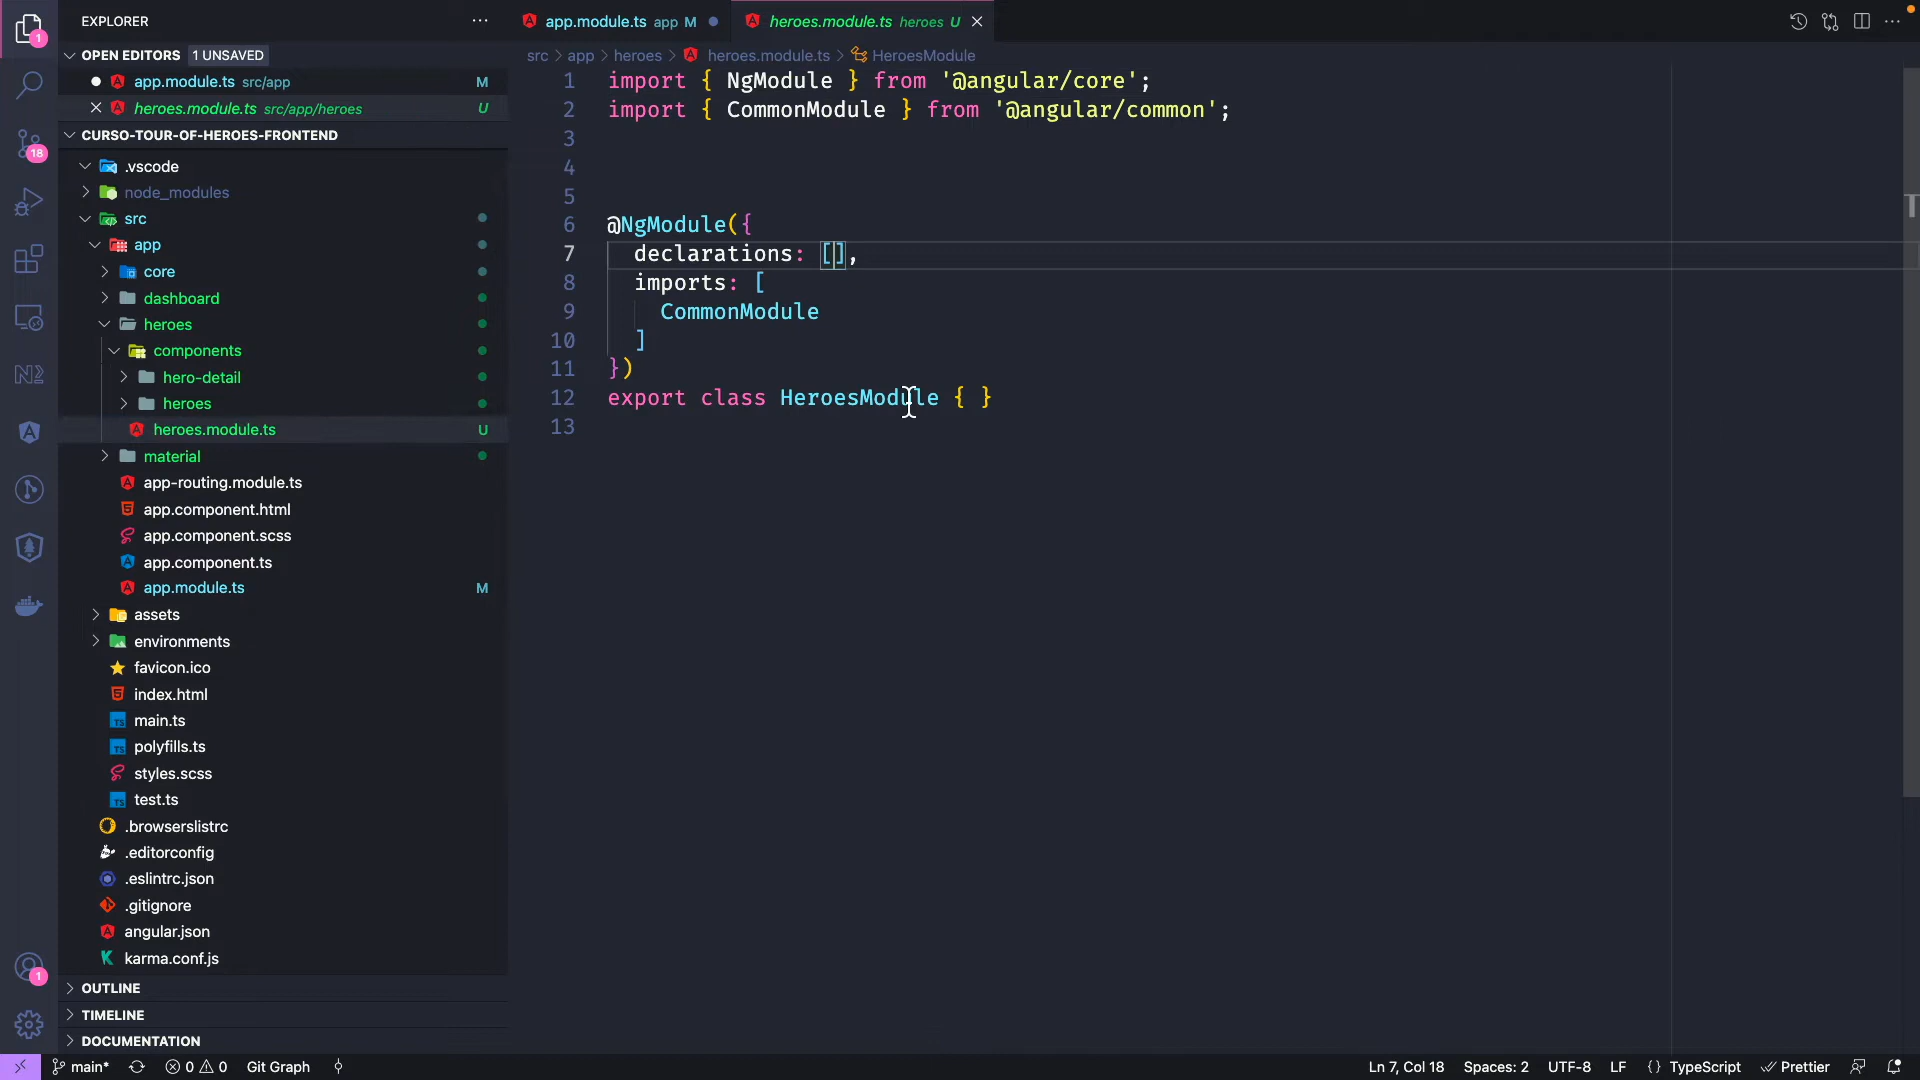 EXPLORER
OPEN EDITORS 1 UNSAVED
app.module.ts src/app M
heroes.module.ts src/app/heroes U
CURSO-TOUR-OF-HEROES-FRONTEND
.vscode
node_modules
src
app
core
dashboard
heroes
components
hero-detail
heroes
heroes.module.ts U
material
app-routing.module.ts
app.component.html
app.component.scss
app.component.ts
app.module.ts M
assets
environments
favicon.ico
index.html
main.ts
polyfills.ts
styles.scss
test.ts
.browserslistrc
.editorconfig
.eslintrc.json
.gitignore
angular.json
karma.conf.js
OUTLINE
TIMELINE
DOCUMENTATION
1
18
1
app.module.ts app M
heroes.module.ts heroes U
src > app > heroes > heroes.module.ts > HeroesModule
1 import { NgModule } from '@angular/core';
2 import { CommonModule } from '@angular/common';
3
4
5
6 @NgModule({
7 declarations: [],
8 imports: [
9 CommonModule
10 ]
11 })
12 export class HeroesModule { }
13
main* 0 0 Git Graph
Ln 7, Col 18 Spaces: 2 UTF-8 LF {} TypeScript Prettier